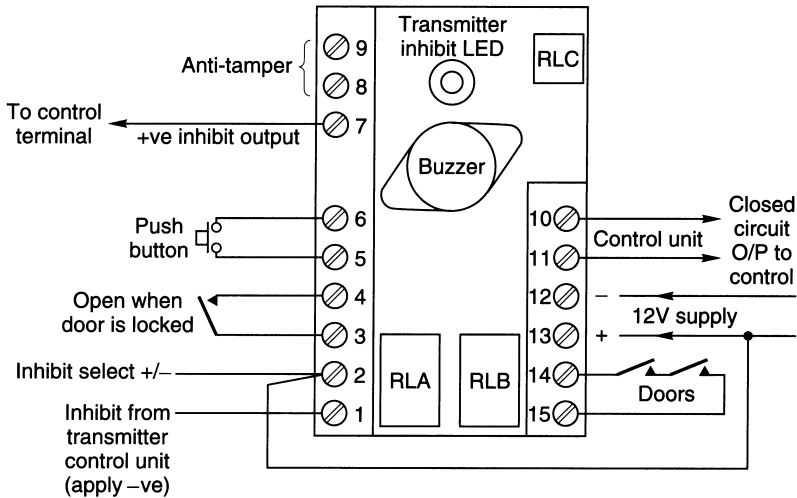 Transmitter
inhibit LED
RLC
Anti-tamper
9
8
To control
terminal
+ve inhibit output
7
Buzzer
Push
button
6
5
10
11
Control unit
Closed
circuit
O/P to
control
Open when
door is locked
4
3
12 –
13 +
12V supply
Inhibit select +/–
2
Inhibit from
transmitter
control unit
(apply –ve)
1
RLA
RLB
14
15
Doors